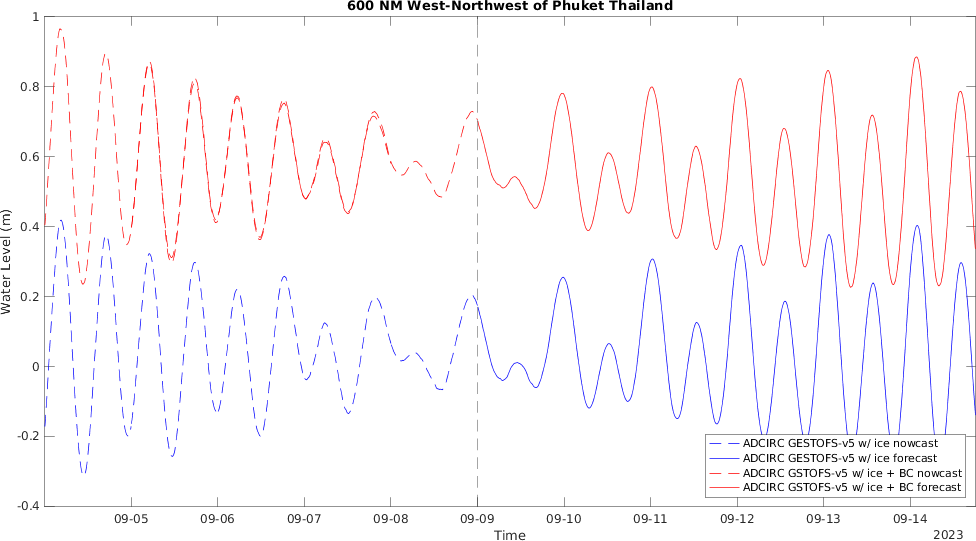 600 NM West-Northwest of Phuket Thailand
1
0.8
0.6
0.4
0.2
0
-0.2
-0.4
Water Level (m)
ADCIRC GESTOFS-v5 w/ ice nowcast
ADCIRC GESTOFS-v5 w/ ice forecast
ADCIRC GSTOFS-v5 w/ ice + BC nowcast
ADCIRC GSTOFS-v5 w/ ice + BC forecast
09-05 09-06 09-07 09-08 09-09 09-10 09-11 09-12 09-13 09-14
Time
2023